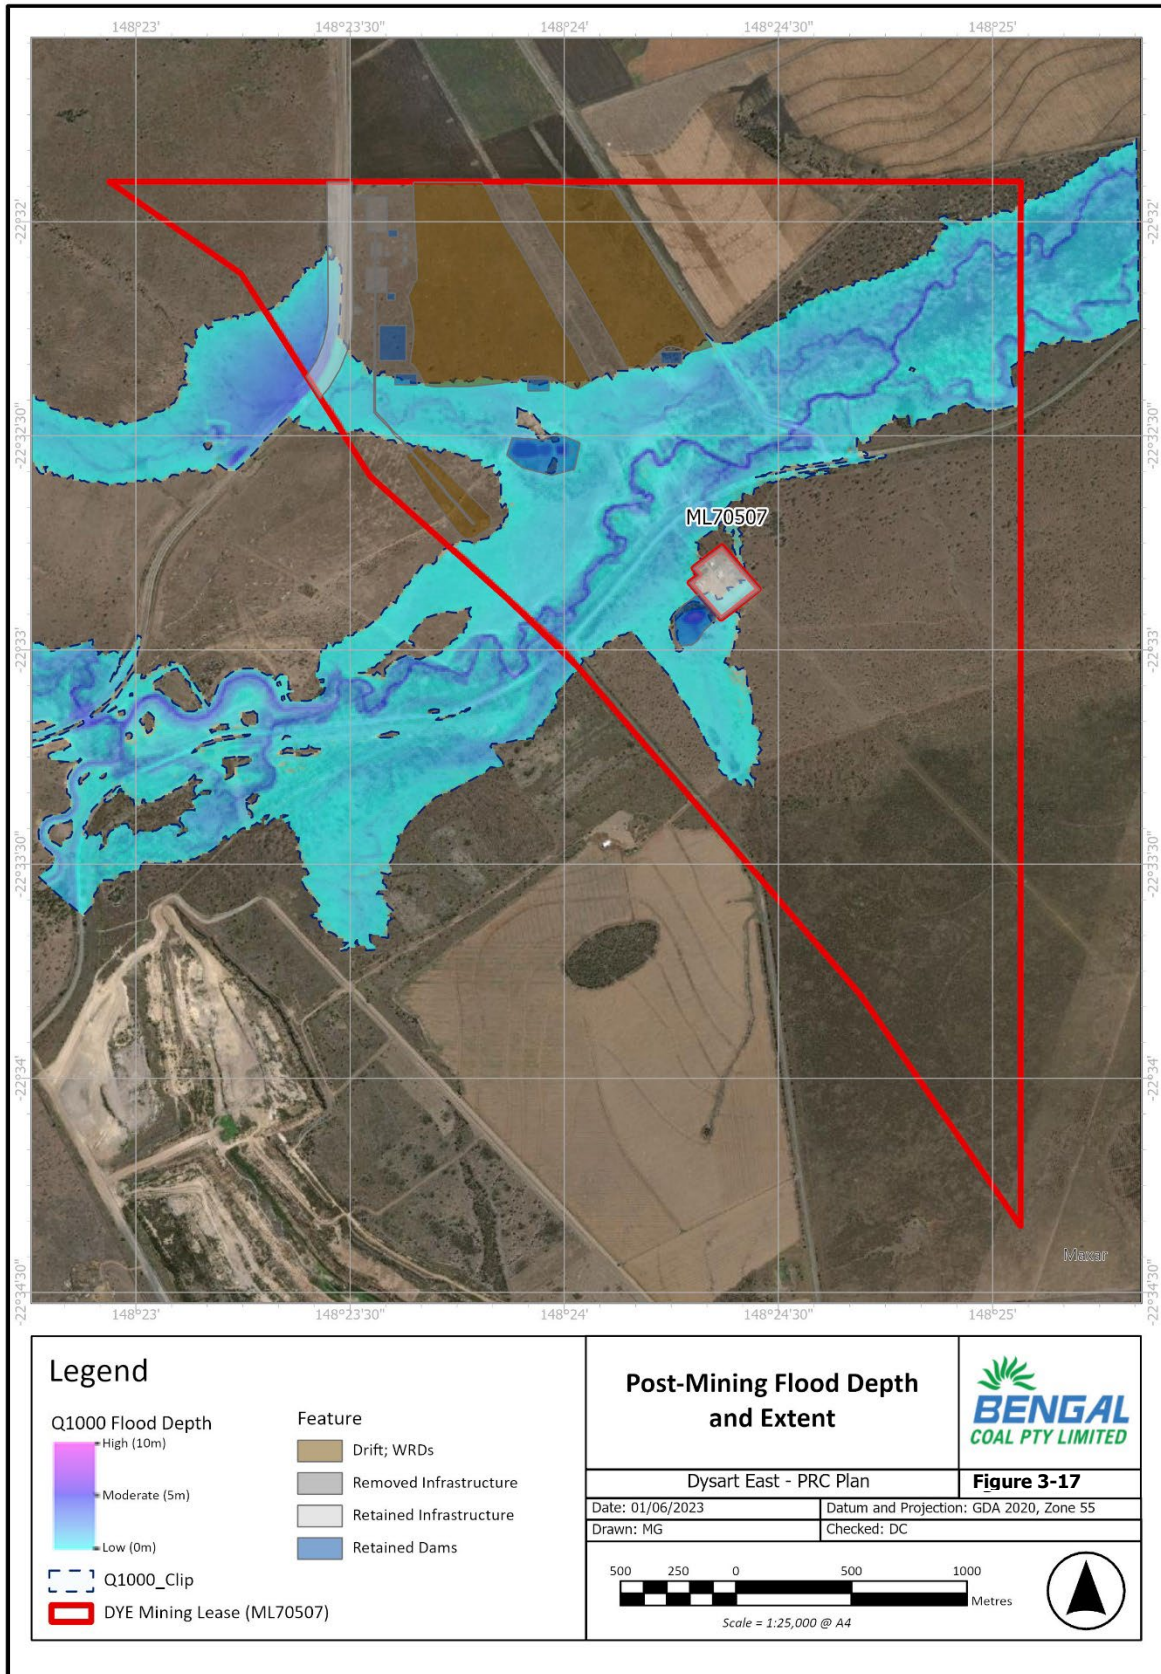 148°23' 148°23'30" 148°24' 148°24'30" 148°25'
-22°32' -22°32'
-22°32'30" -22°32'30"
ML70507
-22°33' -22°33'
-22°33'30" -22°33'30"
-22°34' -22°34'
Maxar
-22°34'30" -22°34'30"
148°23' 148°23'30" 148°24' 148°24'30" 148°25'
Legend
Q1000 Flood Depth
High (10m)
Moderate (5m)
Low (0m)
Q1000_Clip
DYE Mining Lease (ML70507)
Feature
Drift; WRDs
Removed Infrastructure
Retained Infrastructure
Retained Dams
Post-Mining Flood Depth
and Extent
BENGAL
COAL PTY LIMITED
Dysart East - PRC Plan
Figure 3-17
Date: 01/06/2023
Datum and Projection: GDA 2020, Zone 55
Drawn: MG
Checked: DC
500 250 0 500 1000
Metres
Scale = 1:25,000 @ A4